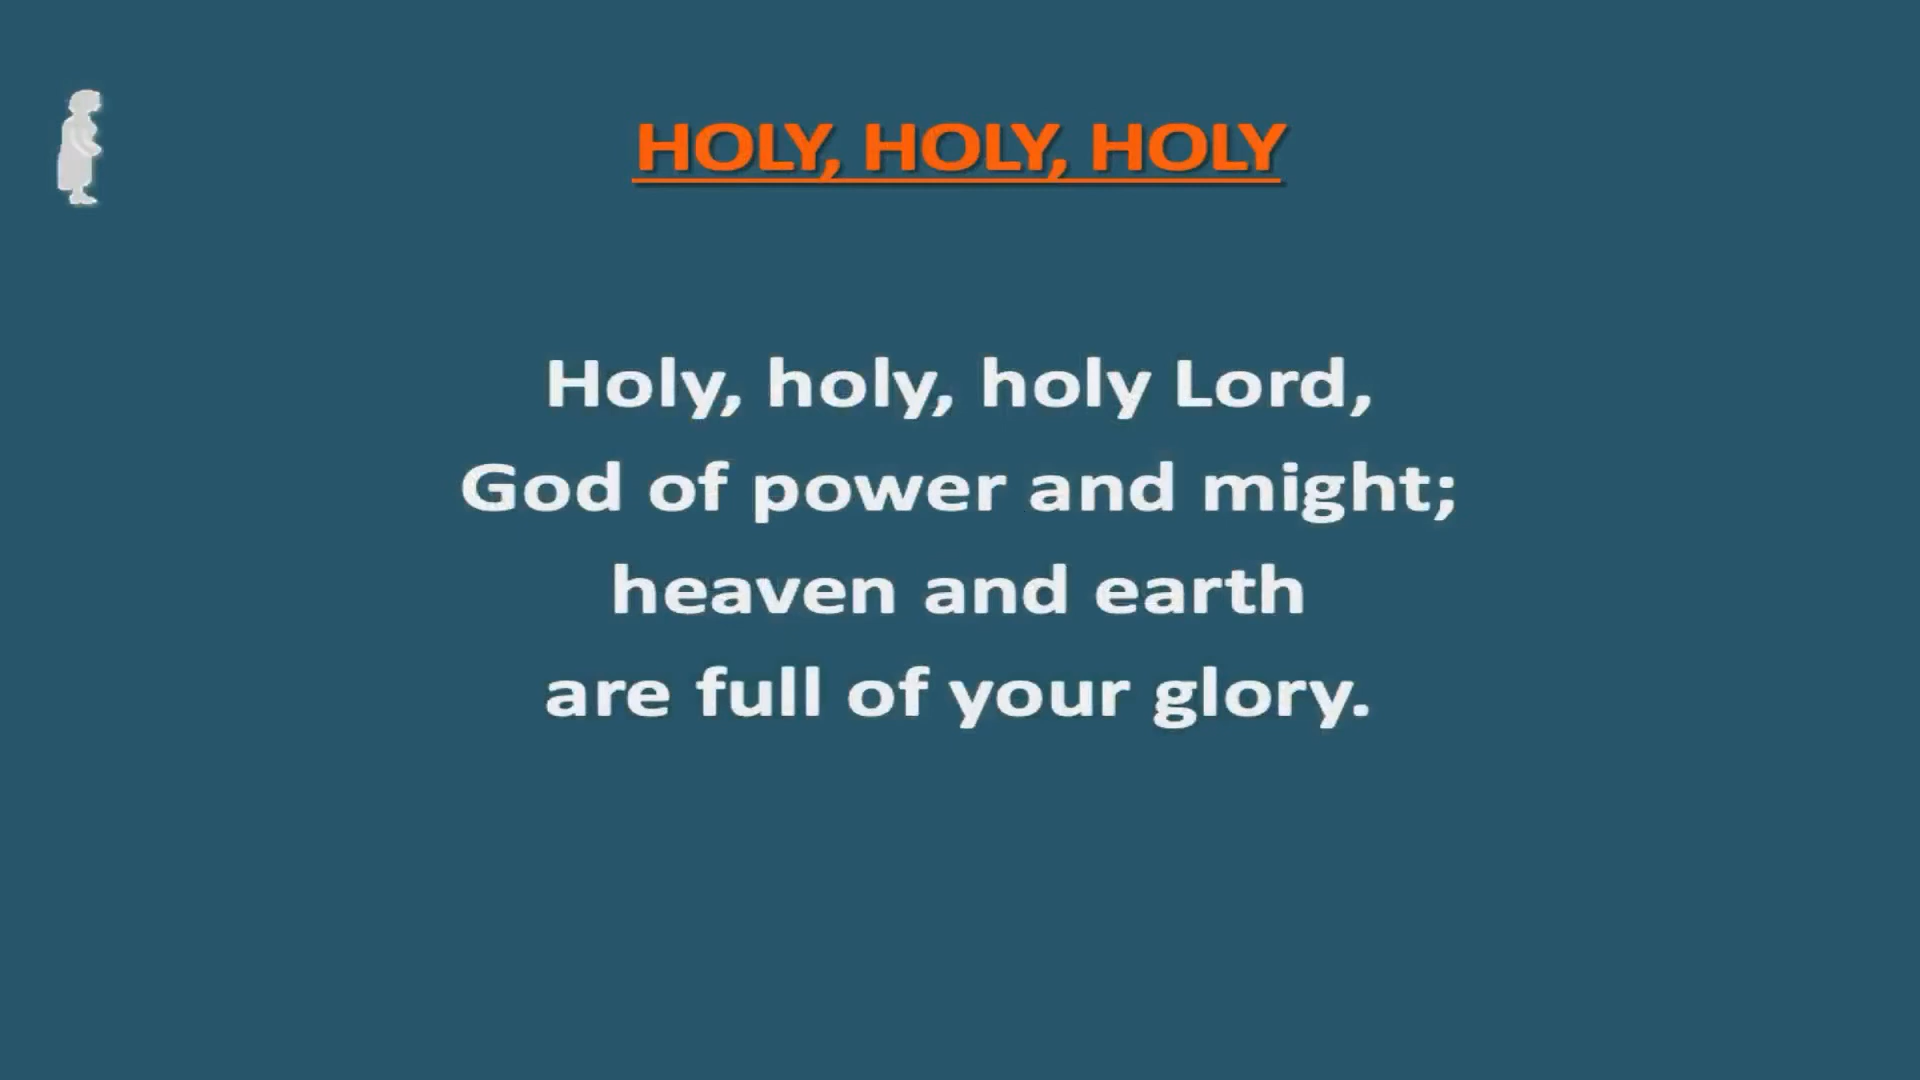 HOLY, HOLY, HOLY
Holy, holy, holy Lord,
God of power and might;
heaven and earth
are full of your glory.